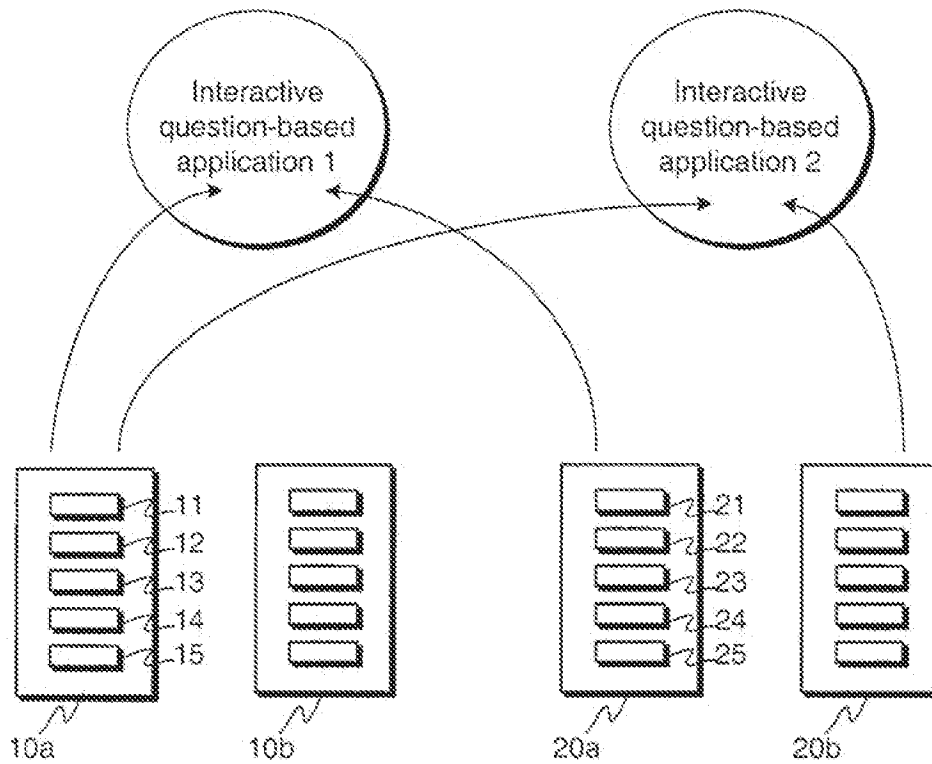 Interactive
question-based
application 1
Interactive
question-based
application 2
11
12
13
14
15
21
22
23
24
25
10a
10b
20a
20b